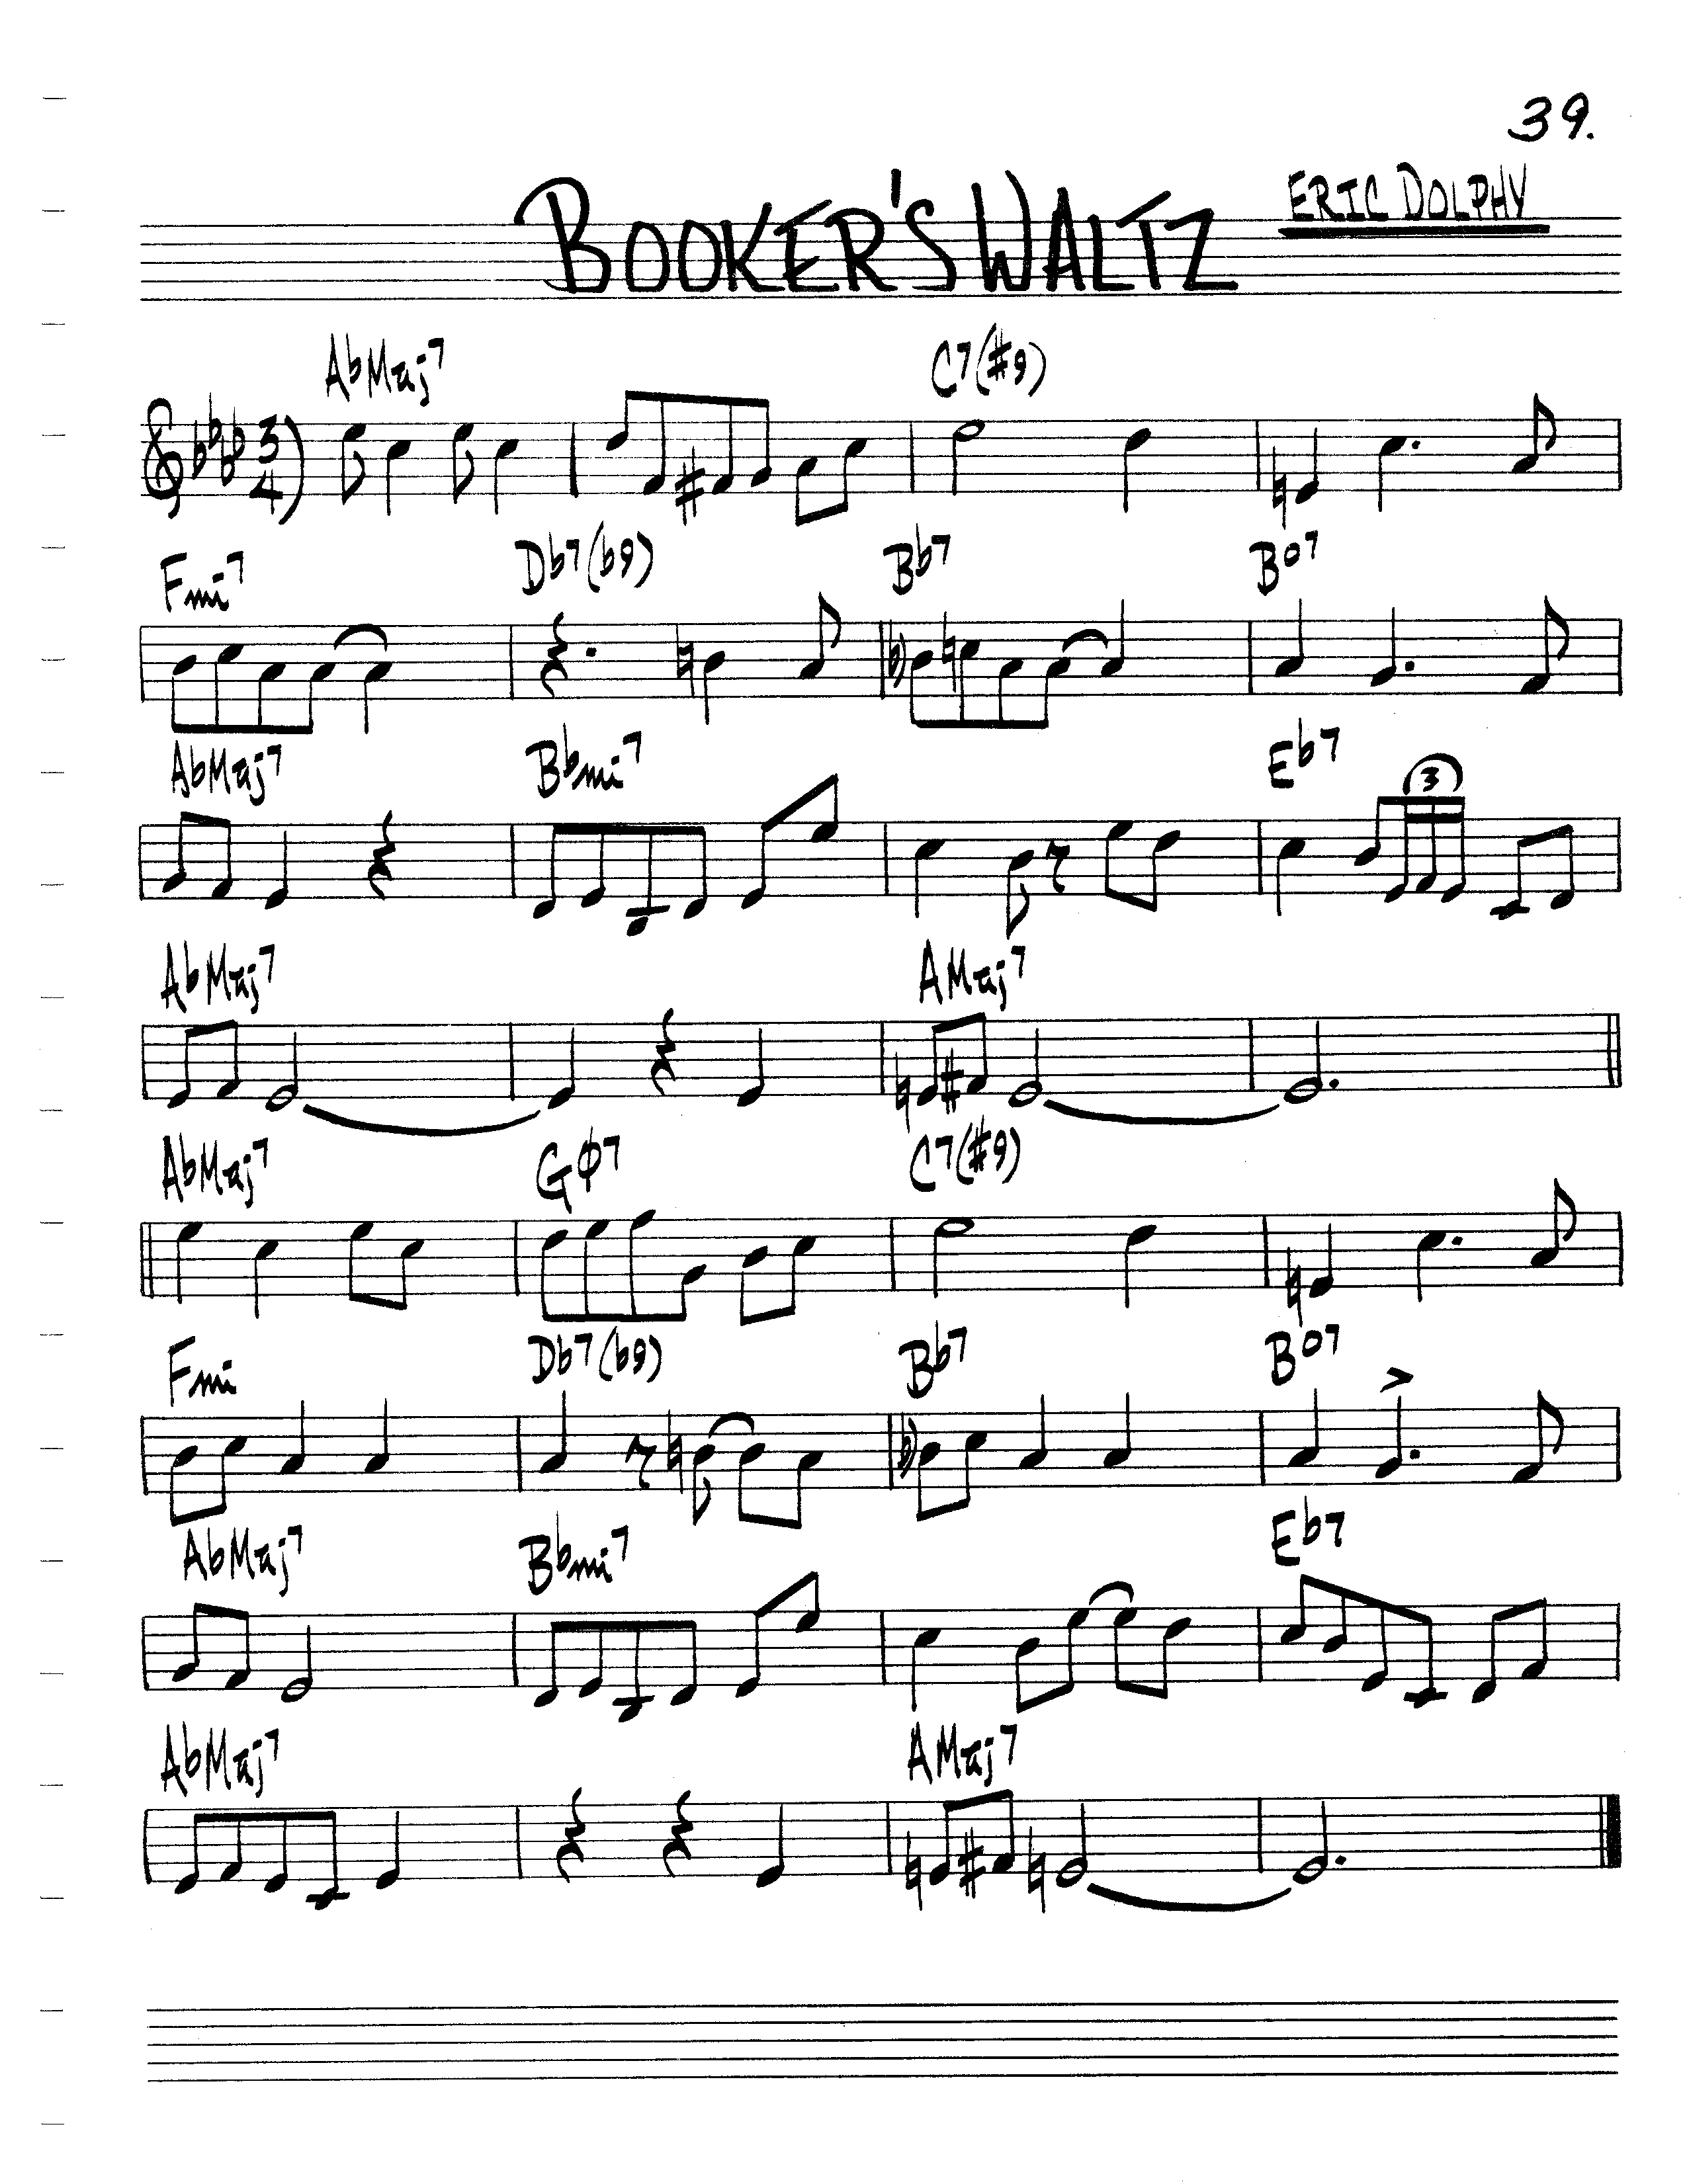 39.
BOOKER'S WALTZ
ERIC DOLPHY
AbMaj7 C7(#9)
3
4
Fmi7 Db7(b9) Bb7 Bo7
AbMaj7 Bbmi7 Eb7
3
AbMaj7 AMaj7
AbMaj7 GØ7 C7(#9)
Fmi Db7(b9) Bb7 Bo7
AbMaj7 Bbmi7 Eb7
AbMaj7 AMaj7